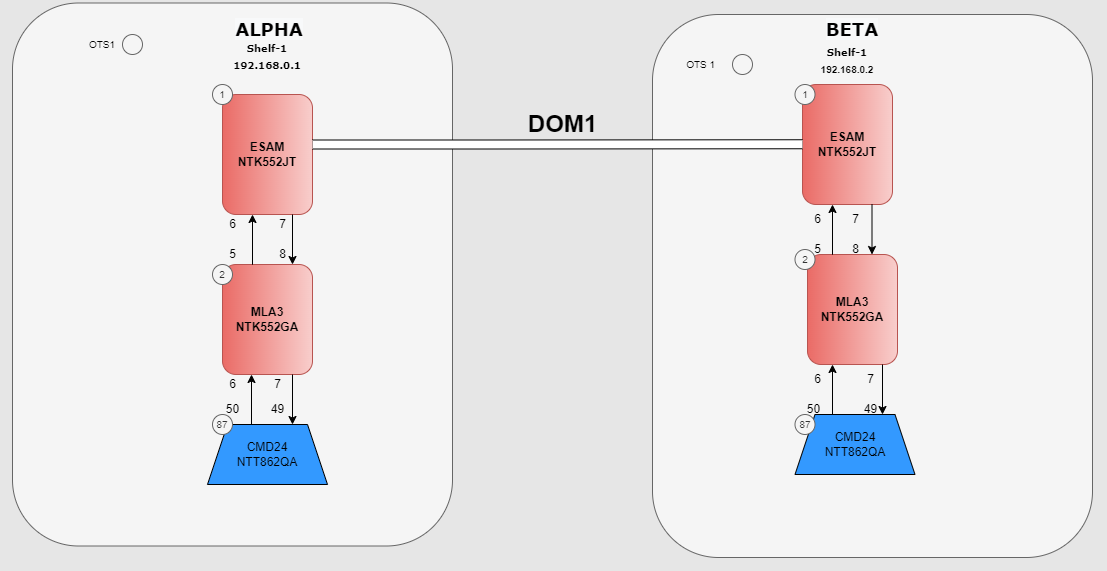 ALPHA
Shelf-1
192.168.0.1
OTS1
1
ESAM
NTK552JT
6 7
5 8
2
MLA3
NTK552GA
6 7
50 49
87
CMD24
NTT862QA
DOM1
BETA
Shelf-1
192.168.0.2
OTS 1
1
ESAM
NTK552JT
6 7
5 8
2
MLA3
NTK552GA
6 7
50 49
87
CMD24
NTT862QA